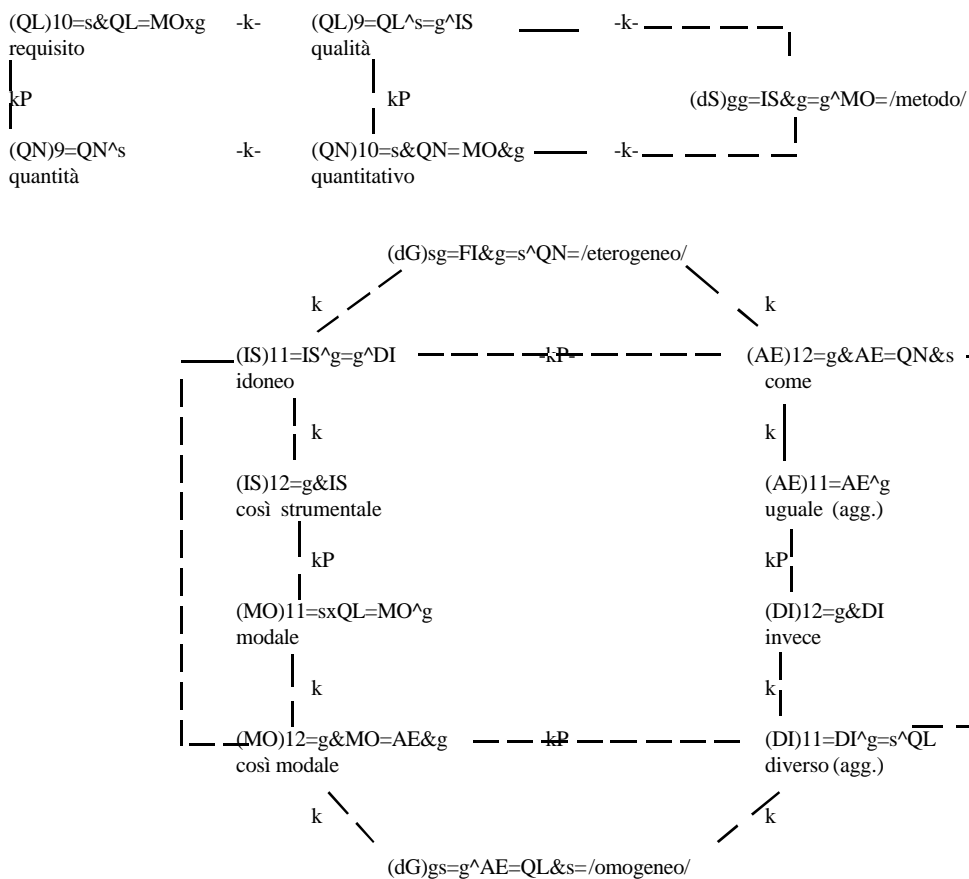 (QL)10=s&QL=MOxg -k- (QL)9=QL^s=g^IS -k-
requisito qualità
kP kP (dS)gg=IS&g=g^MO=/metodo/
(QN)9=QN^s -k- (QN)10=s&QN=MO&g -k-
quantità quantitativo
(dG)sg=FI&g=s^QN=/eterogeneo/
k k
(IS)11=IS^g=g^DI -kP- (AE)12=g&AE=QN&s
idoneo come
k k
(IS)12=g&IS (AE)11=AE^g
così strumentale uguale (agg.)
kP kP
(MO)11=sxQL=MO^g (DI)12=g&DI
modale invece
k k
(MO)12=g&MO=AE&g kP (DI)11=DI^g=s^QL
così modale diverso (agg.)
k k
(dG)gs=g^AE=QL&s=/omogeneo/